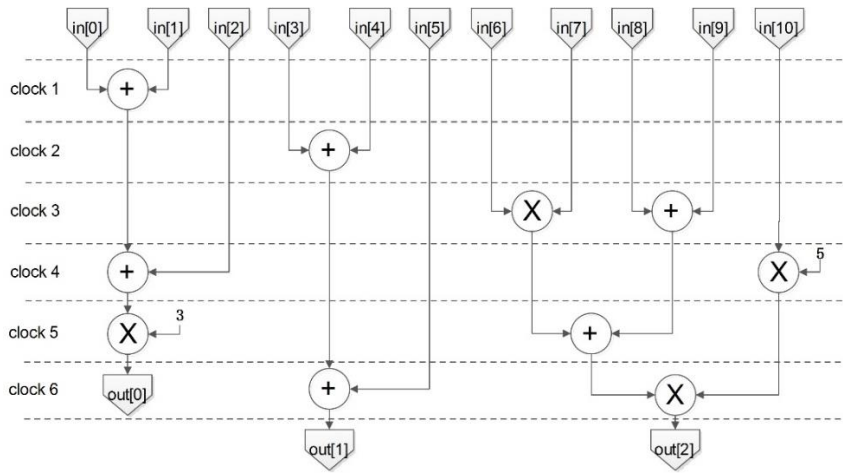 in[0] in[1] in[2] in[3] in[4] in[5] in[6] in[7] in[8] in[9] in[10]
clock 1 +
clock 2 +
clock 3 X +
clock 4 + X 5
clock 5 X 3 +
clock 6 + X
out[0]
out[1] out[2]